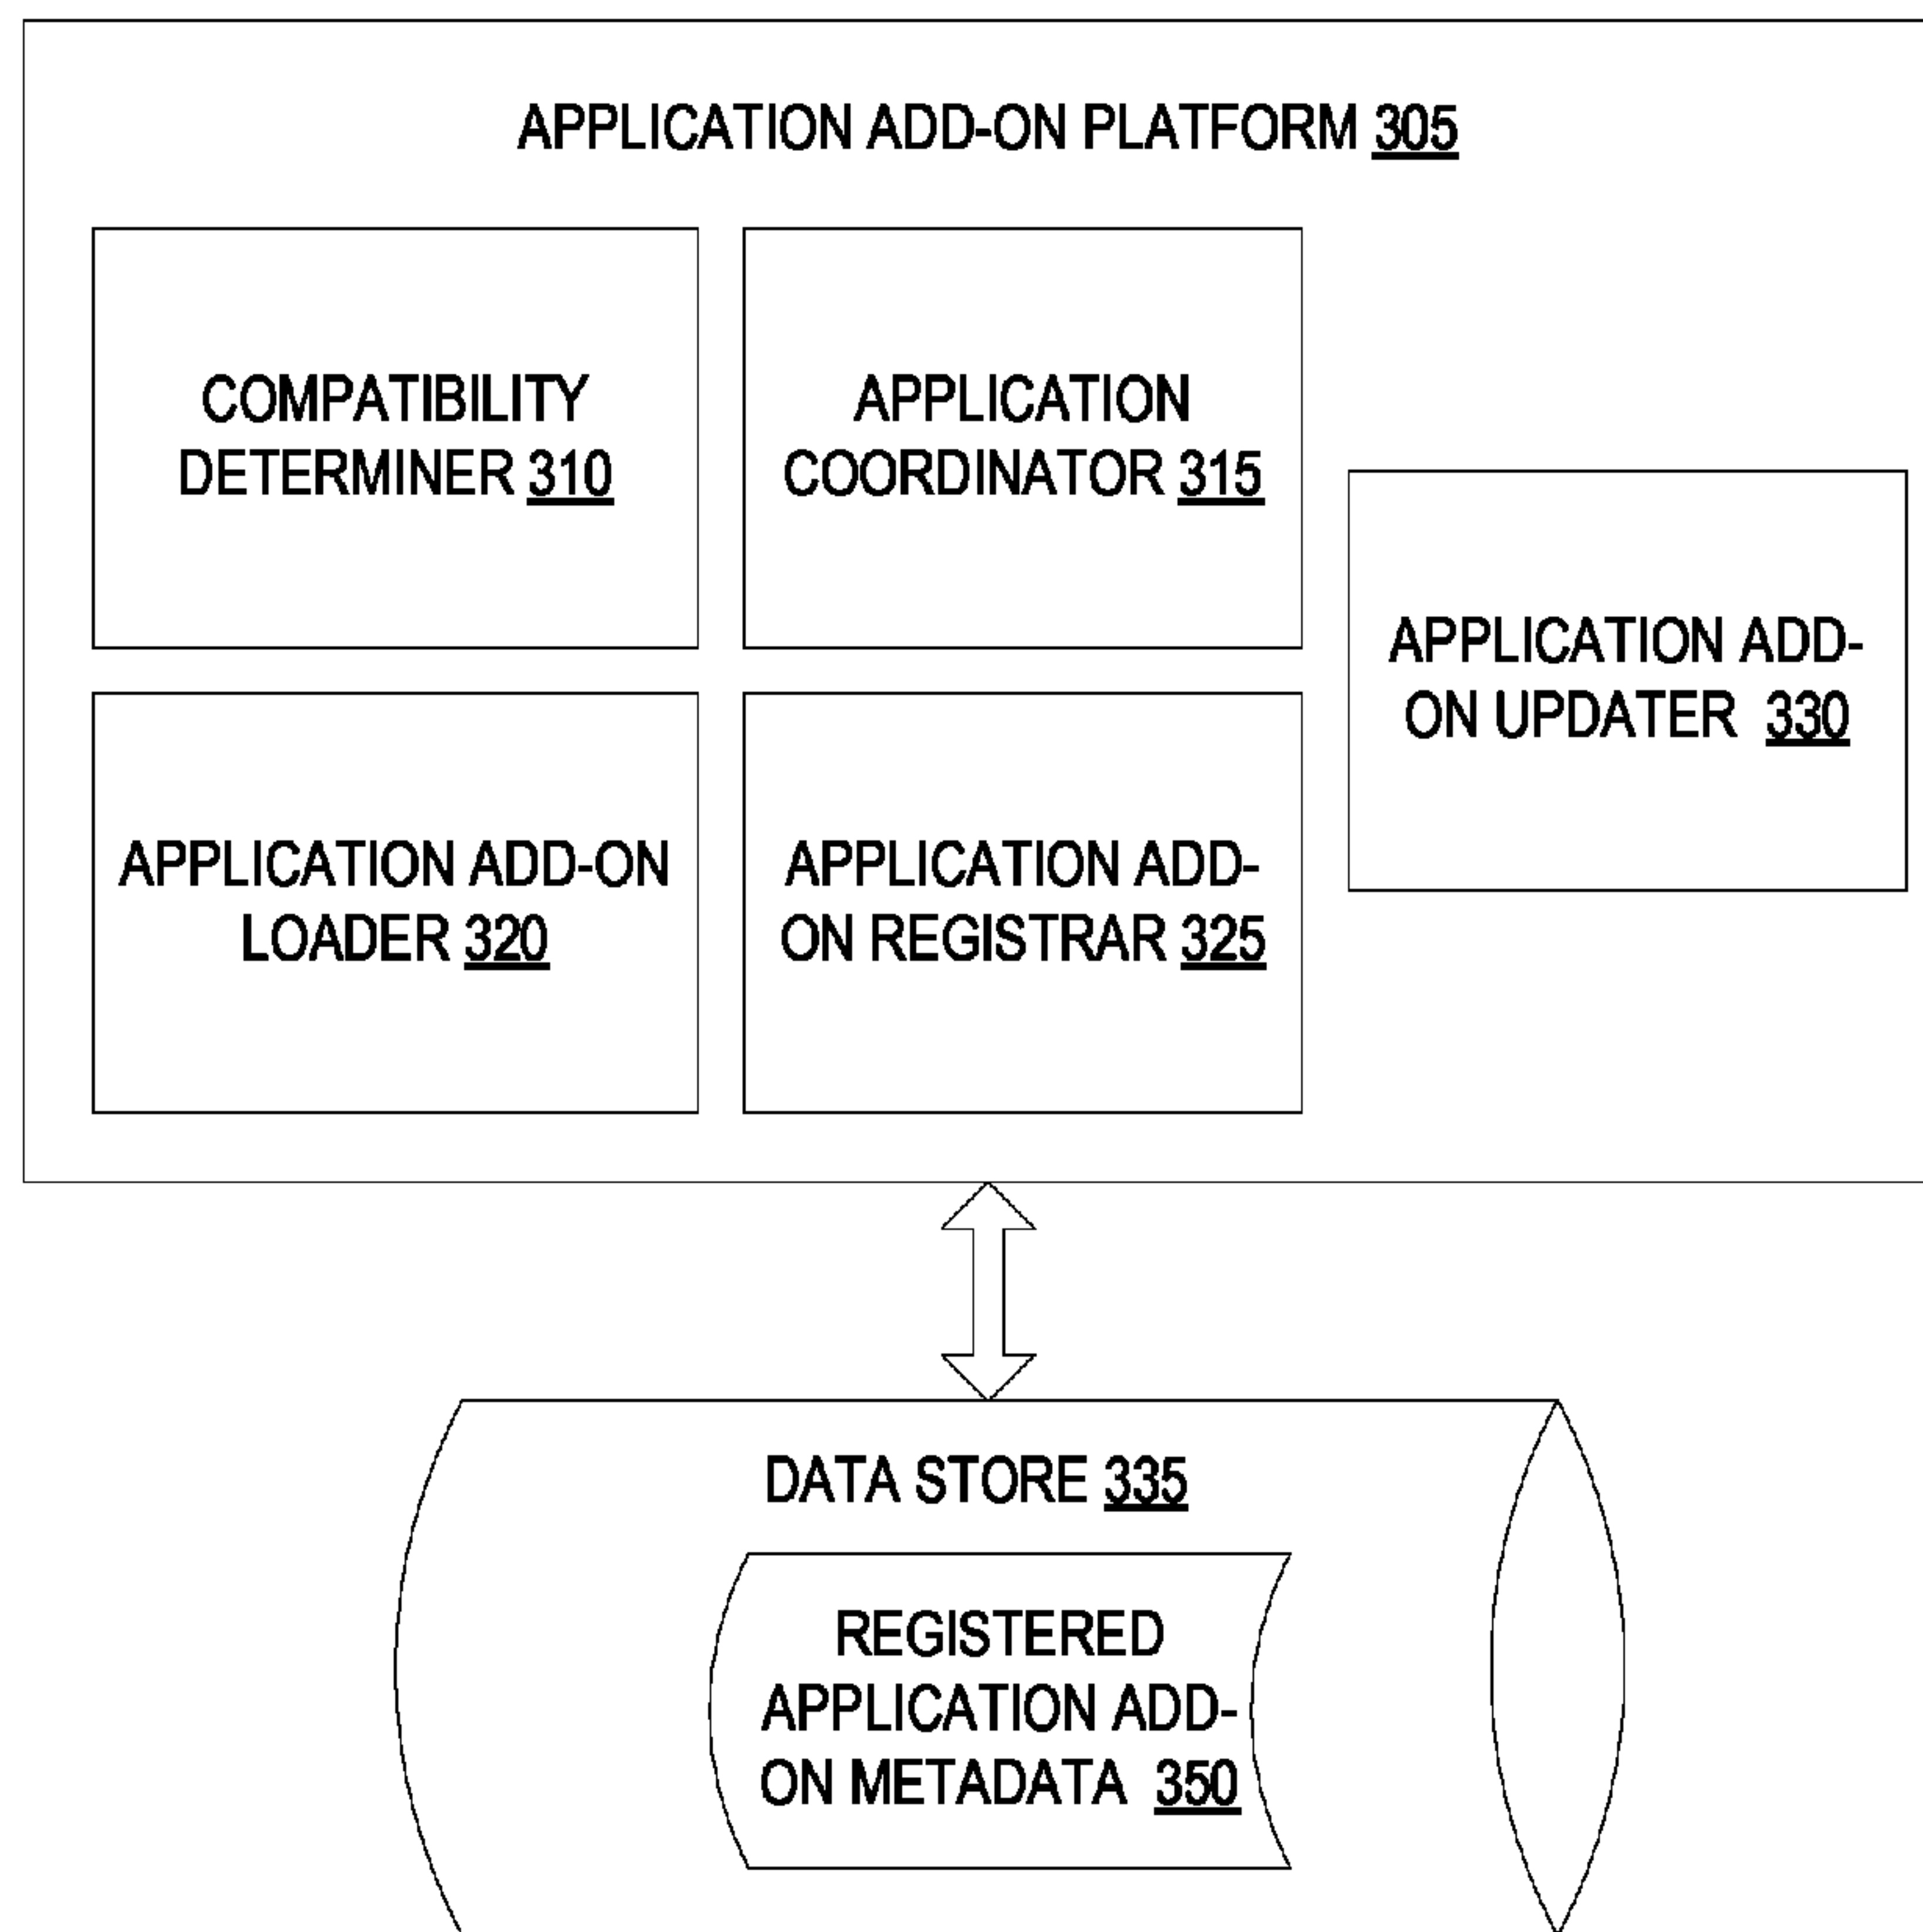 APPLICATION ADD-ON PLATFORM 305
COMPATIBILITY
DETERMINER 310
APPLICATION
COORDINATOR 315
APPLICATION ADD-
ON UPDATER 330
APPLICATION ADD-ON
LOADER 320
APPLICATION ADD-
ON REGISTRAR 325
DATA STORE 335
REGISTERED
APPLICATION ADD-
ON METADATA 350